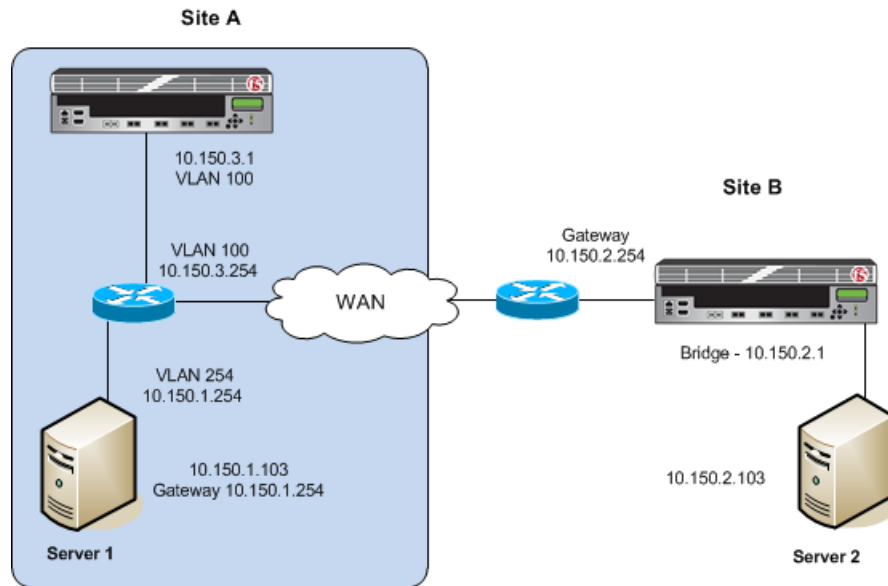 Site A
f5
10.150.3.1
VLAN 100
VLAN 100
10.150.3.254
WAN
VLAN 254
10.150.1.254
10.150.1.103
Gateway 10.150.1.254
Server 1
Site B
Gateway
10.150.2.254
f5
Bridge - 10.150.2.1
10.150.2.103
Server 2